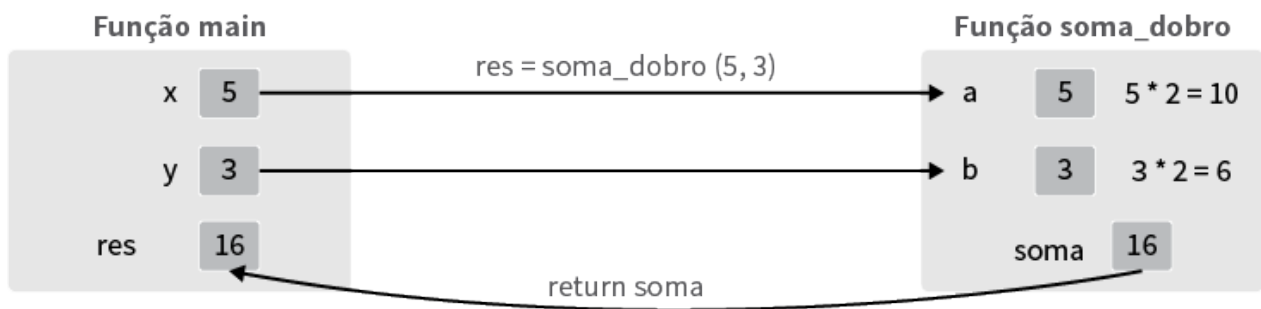 Função main
Função soma_dobro
res = soma_dobro (5, 3)
x 5
a 5 5 * 2 = 10
y 3
b 3 3 * 2 = 6
res 16
soma 16
return soma